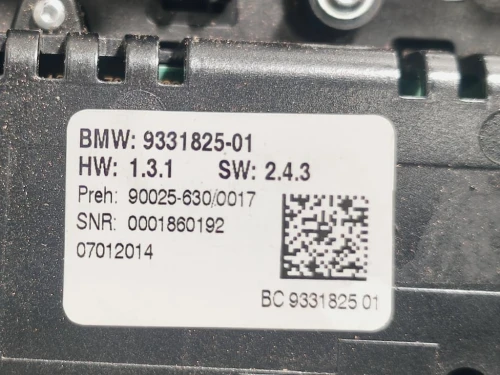 BMW: 9331825-01
HW: 1.3.1 SW: 2.4.3
Preh: 90025-630/0017
SNR: 0001860192
07012014
BC 9331825 01